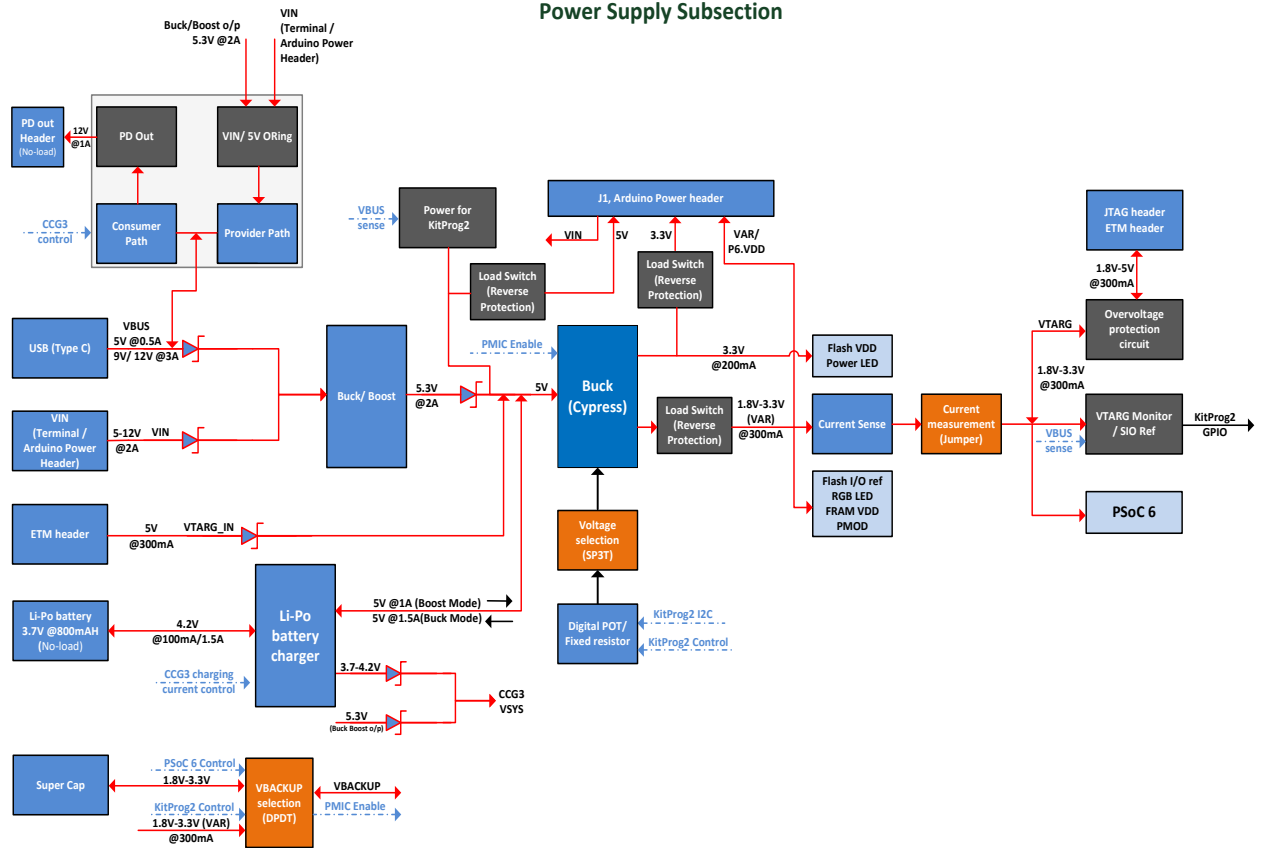 Power Supply Subsection
Buck/Boost o/p
5.3V @2A
VIN
(Terminal /
Arduino Power
Header)
PD out
Header
(No-load)
12V
@1A
PD Out
VIN/ 5V ORing
CCG3
control
Consumer
Path
Provider Path
VBUS
sense
Power for
KitProg2
J1, Arduino Power header
VIN
5V
3.3V
VAR/
P6.VDD
Load Switch
(Reverse
Protection)
Load Switch
(Reverse
Protection)
JTAG header
ETM header
1.8V-5V
@300mA
Overvoltage
protection
circuit
VTARG
USB (Type C)
VBUS
5V @0.5A
9V/ 12V @3A
Buck/ Boost
5.3V
@2A
5V
PMIC Enable
Buck
(Cypress)
3.3V
@200mA
Flash VDD
Power LED
VIN
(Terminal /
Arduino Power
Header)
5-12V
@2A
VIN
Load Switch
(Reverse
Protection)
1.8V-3.3V
(VAR)
@300mA
Current Sense
Current
measurement
(Jumper)
1.8V-3.3V
@300mA
VBUS
sense
VTARG Monitor
/ SIO Ref
KitProg2
GPIO
Flash I/O ref
RGB LED
FRAM VDD
PMOD
PSoC 6
ETM header
5V
@300mA
VTARG_IN
Voltage
selection
(SP3T)
Li-Po battery
3.7V @800mAH
(No-load)
4.2V
@100mA/1.5A
Li-Po
battery
charger
5V @1A (Boost Mode)
5V @1.5A(Buck Mode)
Digital POT/
Fixed resistor
KitProg2 I2C
KitProg2 Control
CCG3 charging
current control
3.7-4.2V
5.3V
(Buck Boost o/p)
CCG3
VSYS
Super Cap
PSoC 6 Control
1.8V-3.3V
KitProg2 Control
1.8V-3.3V (VAR)
@300mA
VBACKUP
selection
(DPDT)
VBACKUP
PMIC Enable